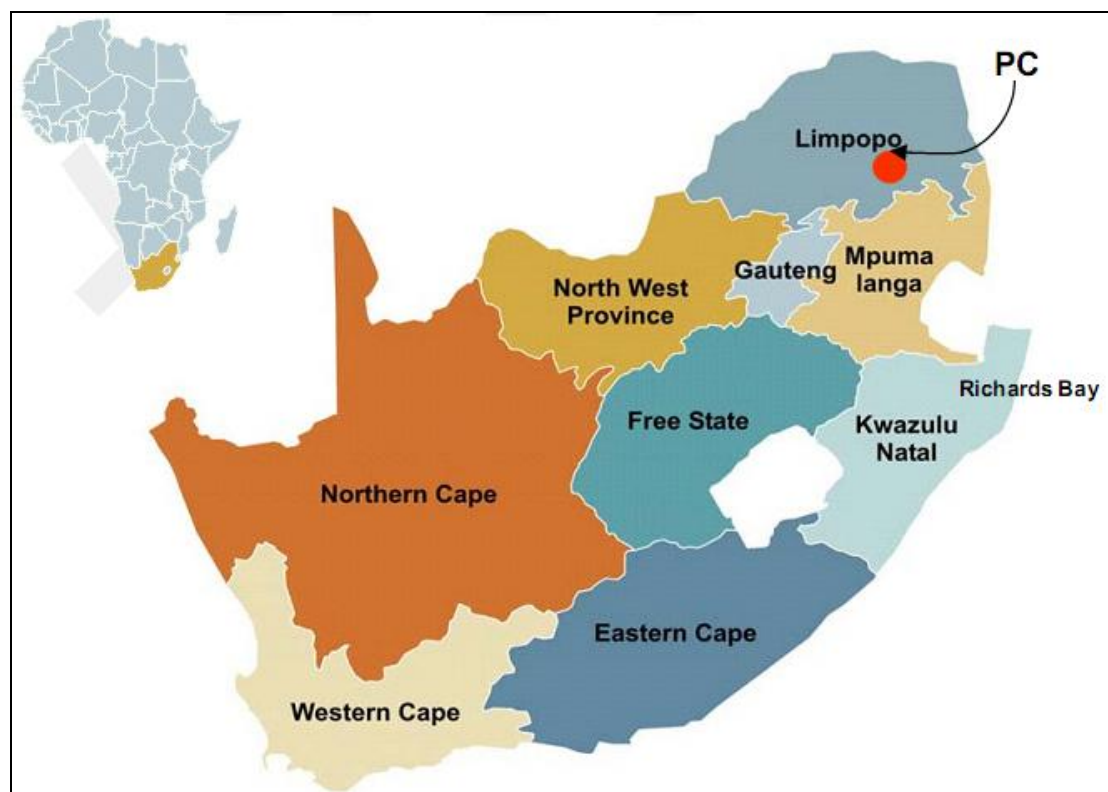 PC
Limpopo
Gauteng
Mpuma
langa
North West
Province
Richards Bay
Free State
Kwazulu
Natal
Northern Cape
Eastern Cape
Western Cape